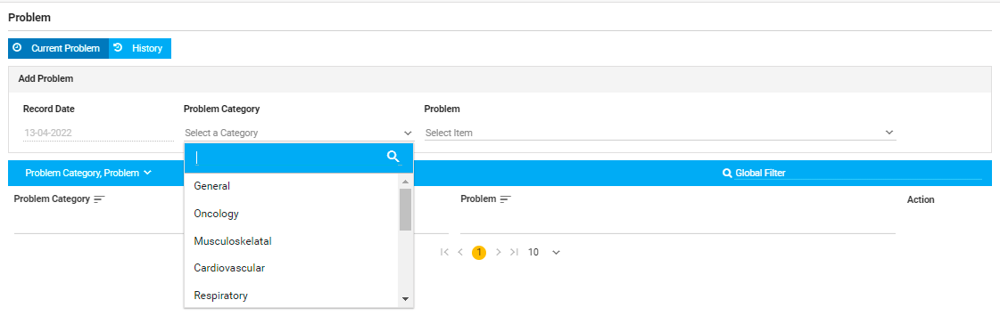 Problem
Current Problem History
Add Problem
Record Date Problem Category Problem
13-04-2022 Select a Category Select Item
Problem Category, Problem Global Filter
Problem Category Problem Action
General
Oncology
Musculoskelatal
Cardiovascular
Respiratory
1 10